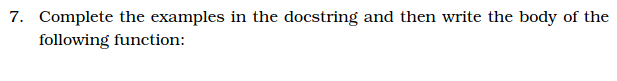 7. Complete the examples in the docstring and then write the body of the
following function: